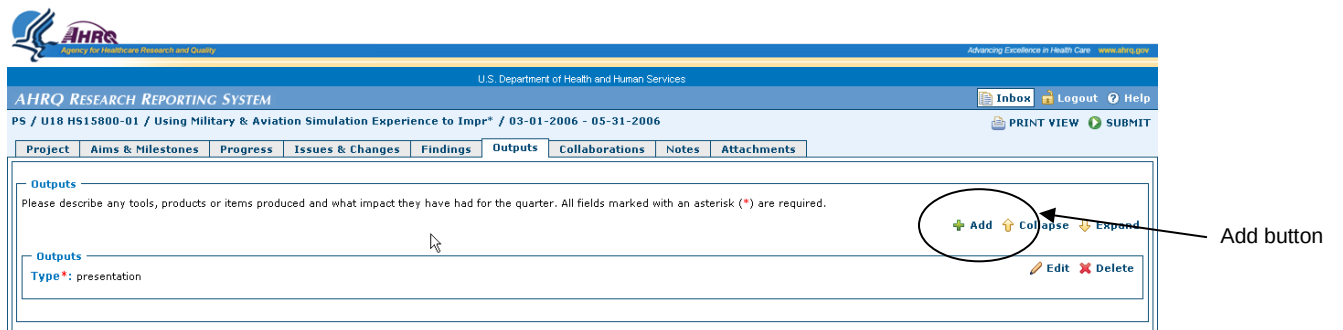 AHRQ
Agency for Healthcare Research and Quality
Advancing Excellence in Health Care www.ahrq.gov
U.S. Department of Health and Human Services
AHRQ RESEARCH REPORTING SYSTEM
Inbox Logout Help
PS / U18 HS15800-01 / Using Military & Aviation Simulation Experience to Impr* / 03-01-2006 - 05-31-2006
PRINT VIEW SUBMIT
Project Aims & Milestones Progress Issues & Changes Findings Outputs Collaborations Notes Attachments
Outputs
Please describe any tools, products or items produced and what impact they have had for the quarter. All fields marked with an asterisk (*) are required.
Add Collapse Expand
Add button
Outputs
Type*: presentation
Edit Delete